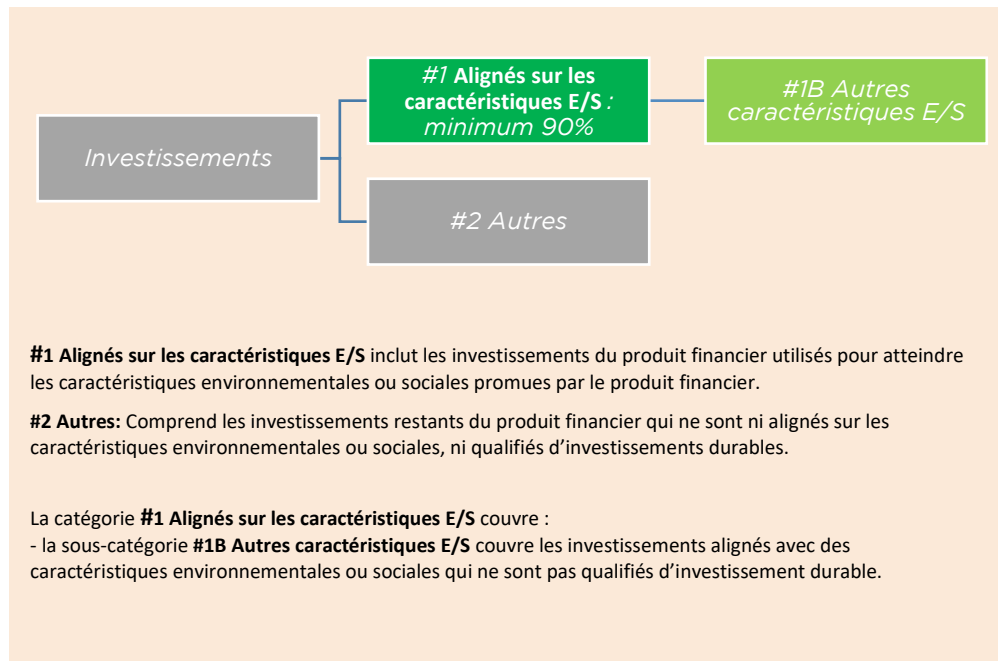 #1 Alignés sur les
caractéristiques E/S :
minimum 90%
#1B Autres
caractéristiques E/S
Investissements
#2 Autres
#1 Alignés sur les caractéristiques E/S inclut les investissements du produit financier utilisés pour atteindre
les caractéristiques environnementales ou sociales promues par le produit financier.
#2 Autres: Comprend les investissements restants du produit financier qui ne sont ni alignés sur les
caractéristiques environnementales ou sociales, ni qualifiés d’investissements durables.
La catégorie #1 Alignés sur les caractéristiques E/S couvre :
- la sous-catégorie #1B Autres caractéristiques E/S couvre les investissements alignés avec des
caractéristiques environnementales ou sociales qui ne sont pas qualifiés d’investissement durable.